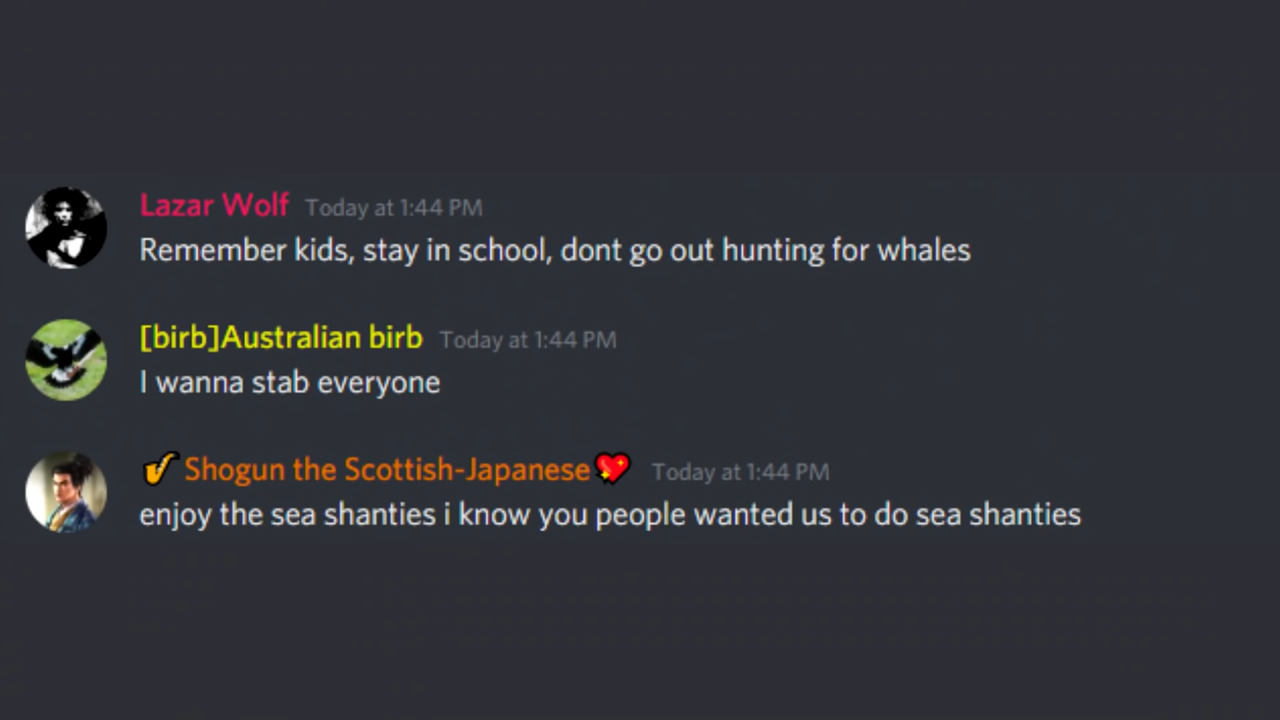 Lazar Wolf Today at 1:44 PM
Remember kids, stay in school, dont go out hunting for whales
[birb]Australian birb Today at 1:44 PM
I wanna stab everyone
🎷Shogun the Scottish-Japanese💖 Today at 1:44 PM
enjoy the sea shanties i know you people wanted us to do sea shanties